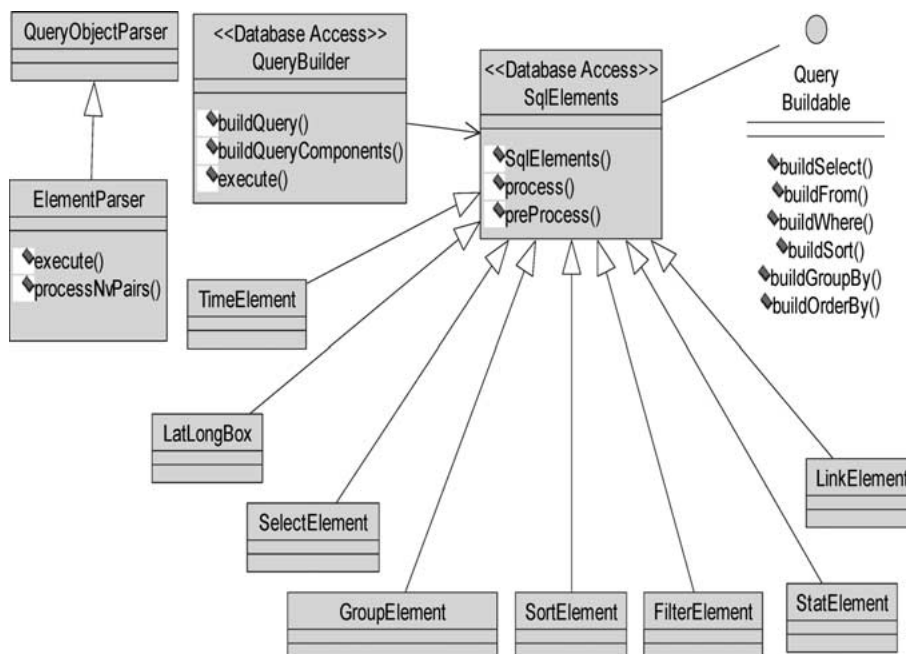 QueryObjectParser
<<Database Access>>
QueryBuilder
buildQuery()
buildQueryComponents()
execute()
<<Database Access>>
SqlElements
SqlElements()
process()
preProcess()
Query
Buildable
buildSelect()
buildFrom()
buildWhere()
buildSort()
buildGroupBy()
buildOrderBy()
ElementParser
execute()
processNvPairs()
TimeElement
LatLongBox
SelectElement
LinkElement
GroupElement
SortElement
FilterElement
StatElement